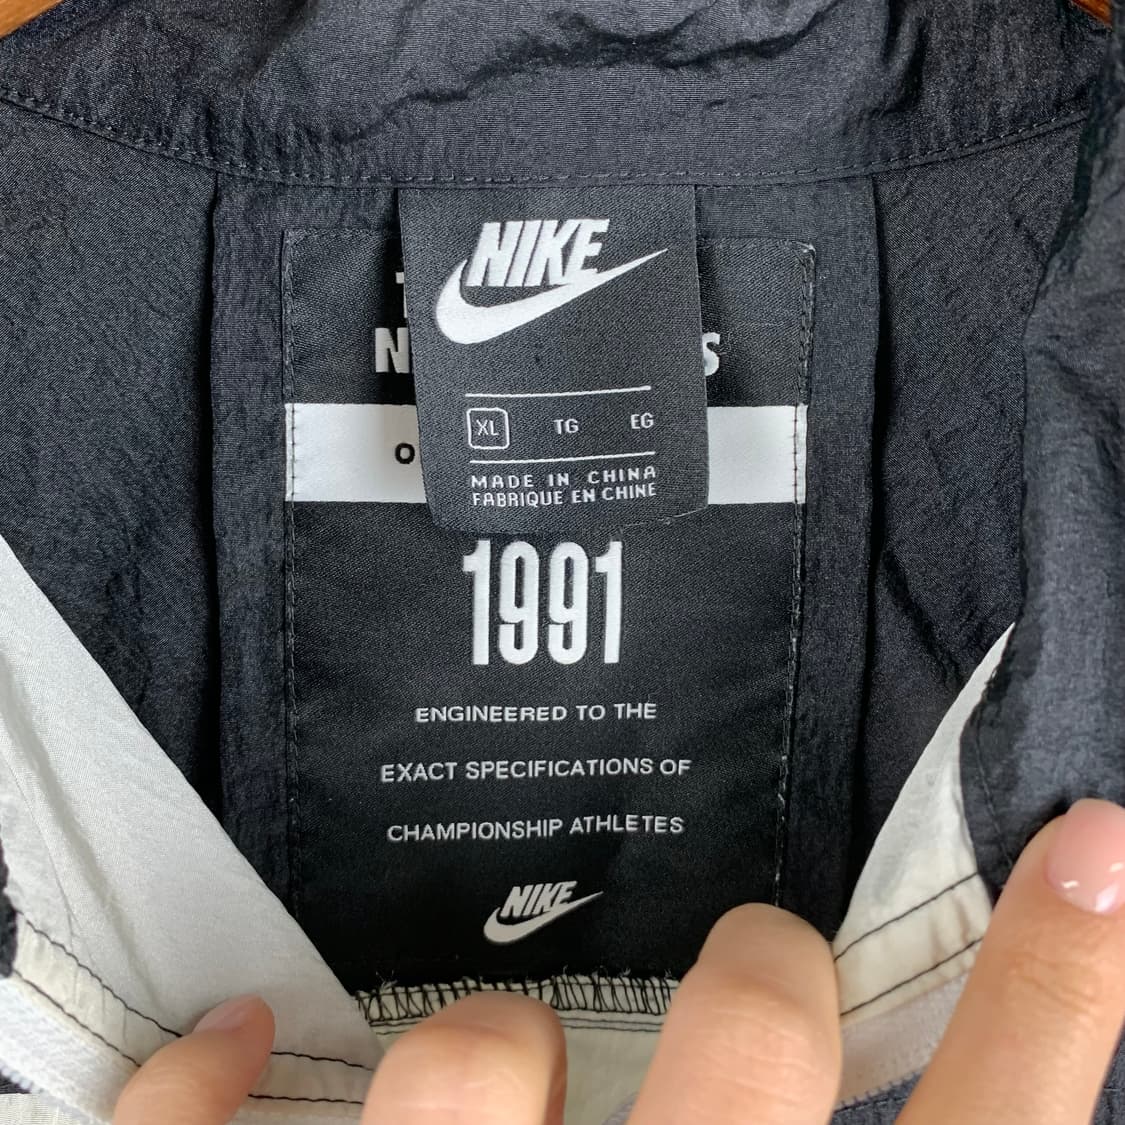 NIKE
XL TG EG
MADE IN CHINA
FABRIQUE EN CHINE
1991
ENGINEERED TO THE
EXACT SPECIFICATIONS OF
CHAMPIONSHIP ATHLETES
NIKE